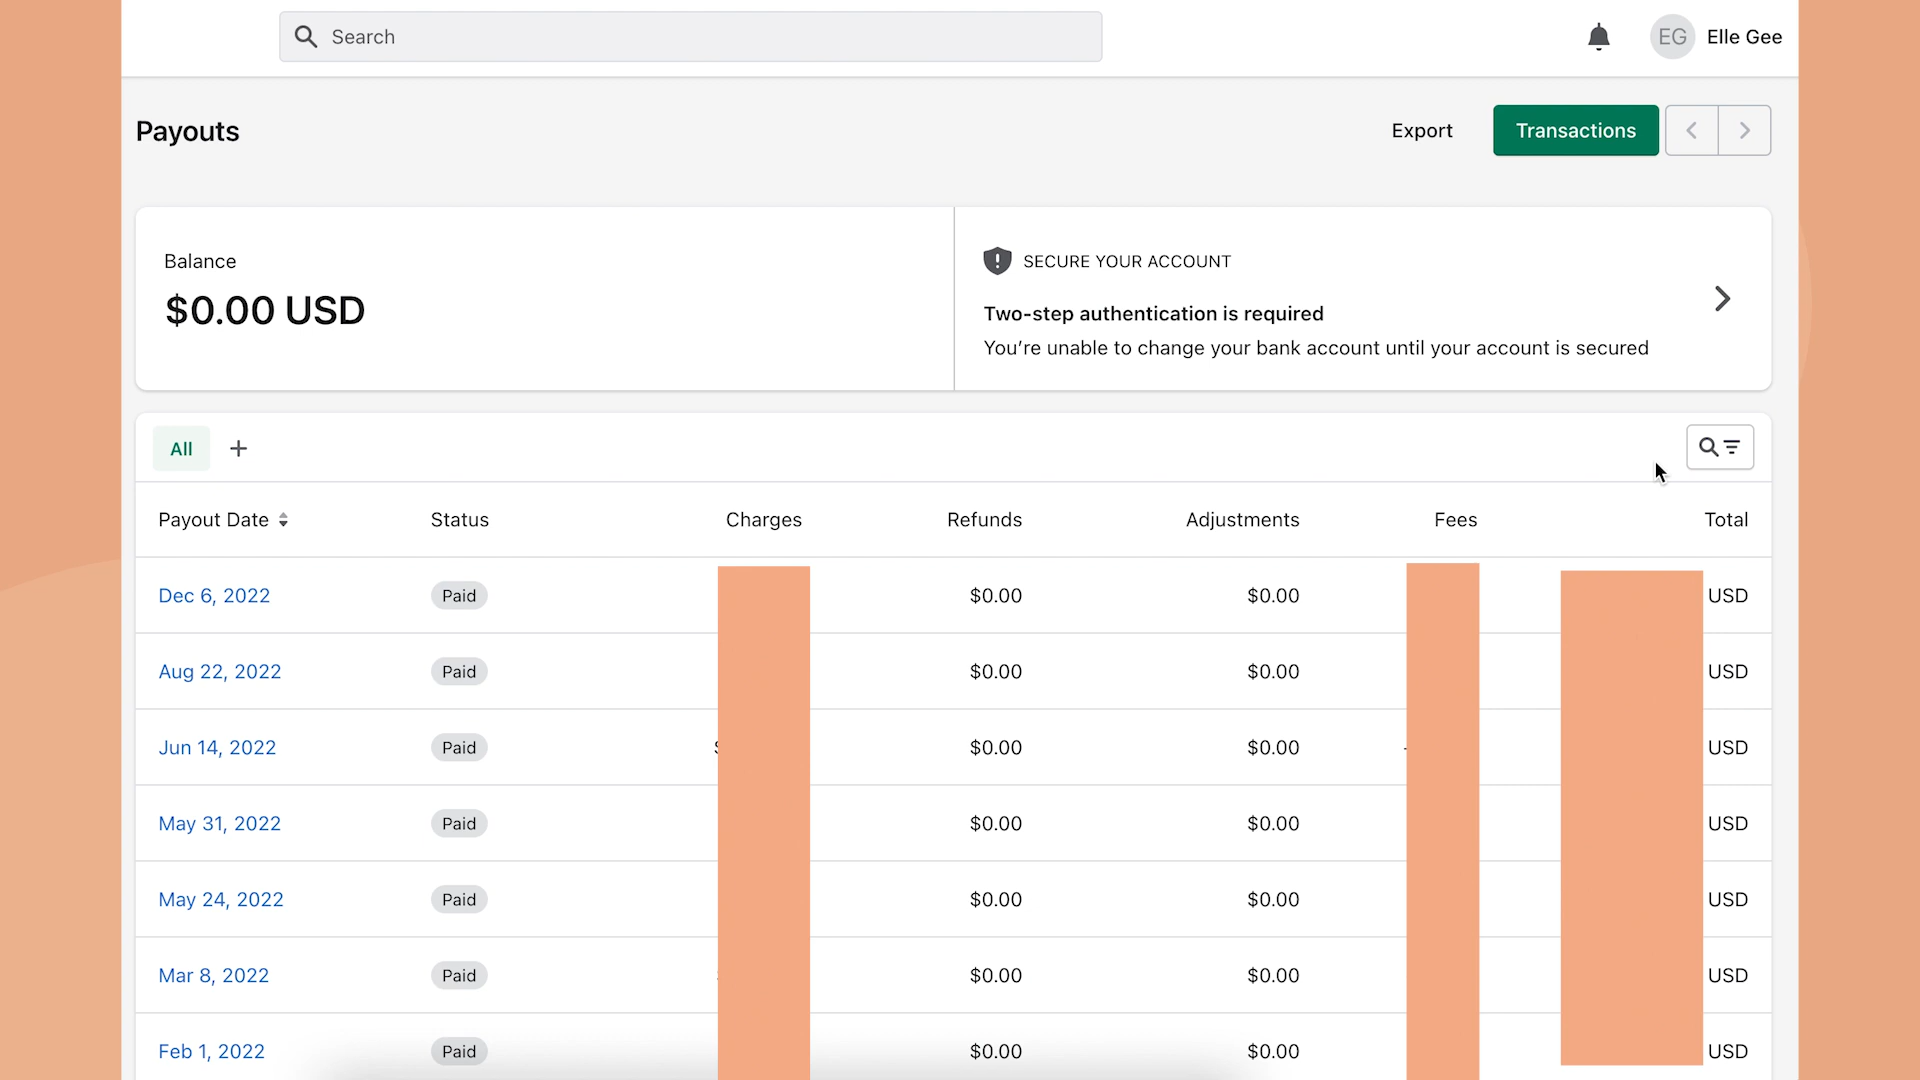 Search
EG Elle Gee
Payouts
Export Transactions
Balance
$0.00 USD
SECURE YOUR ACCOUNT
Two-step authentication is required
You're unable to change your bank account until your account is secured
All +
Payout Date Status Charges Refunds Adjustments Fees Total
Dec 6, 2022 Paid $0.00 $0.00 USD
Aug 22, 2022 Paid $0.00 $0.00 USD
Jun 14, 2022 Paid $0.00 $0.00 USD
May 31, 2022 Paid $0.00 $0.00 USD
May 24, 2022 Paid $0.00 $0.00 USD
Mar 8, 2022 Paid $0.00 $0.00 USD
Feb 1, 2022 Paid $0.00 $0.00 USD